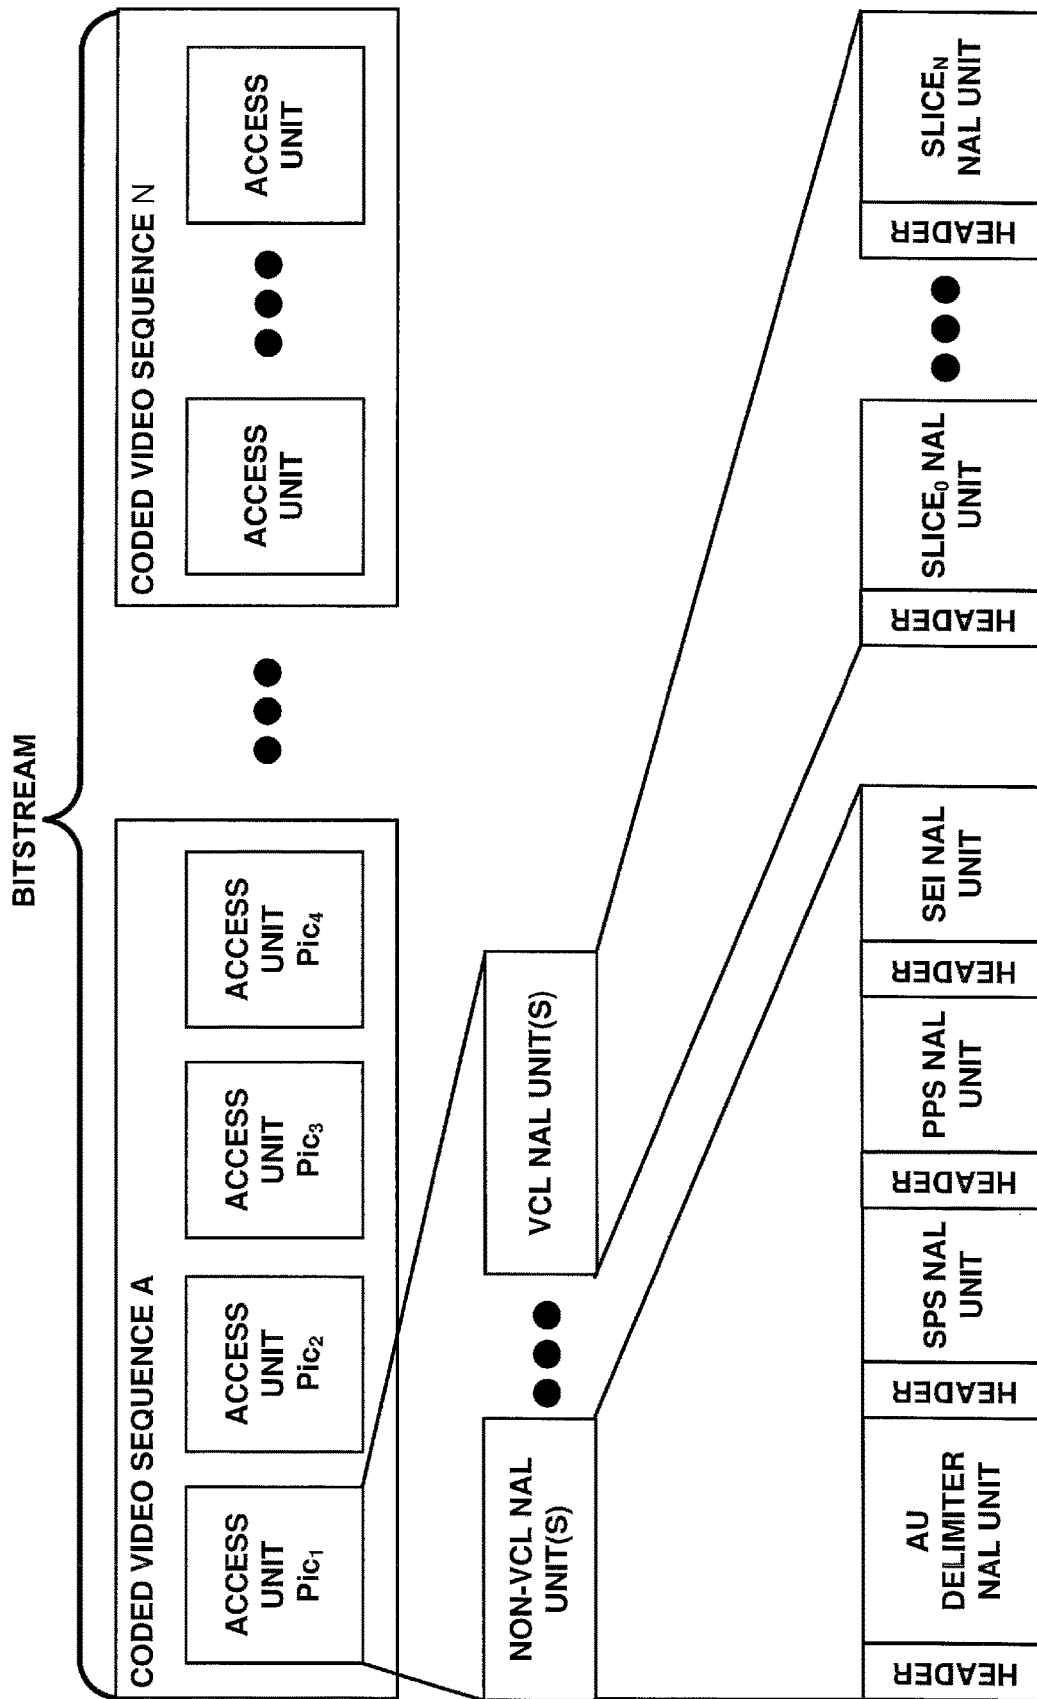 BITSTREAM
CODED VIDEO SEQUENCE A
ACCESS
UNIT
Pic₁
ACCESS
UNIT
Pic₂
ACCESS
UNIT
Pic₃
ACCESS
UNIT
Pic₄
CODED VIDEO SEQUENCE N
ACCESS
UNIT
ACCESS
UNIT
NON-VCL NAL
UNIT(S)
VCL NAL UNIT(S)
HEADER
AU
DELIMITER
NAL UNIT
HEADER
SPS NAL
UNIT
HEADER
PPS NAL
UNIT
HEADER
SEI NAL
UNIT
HEADER
SLICE₀ NAL
UNIT
HEADER
SLICE_N
NAL UNIT